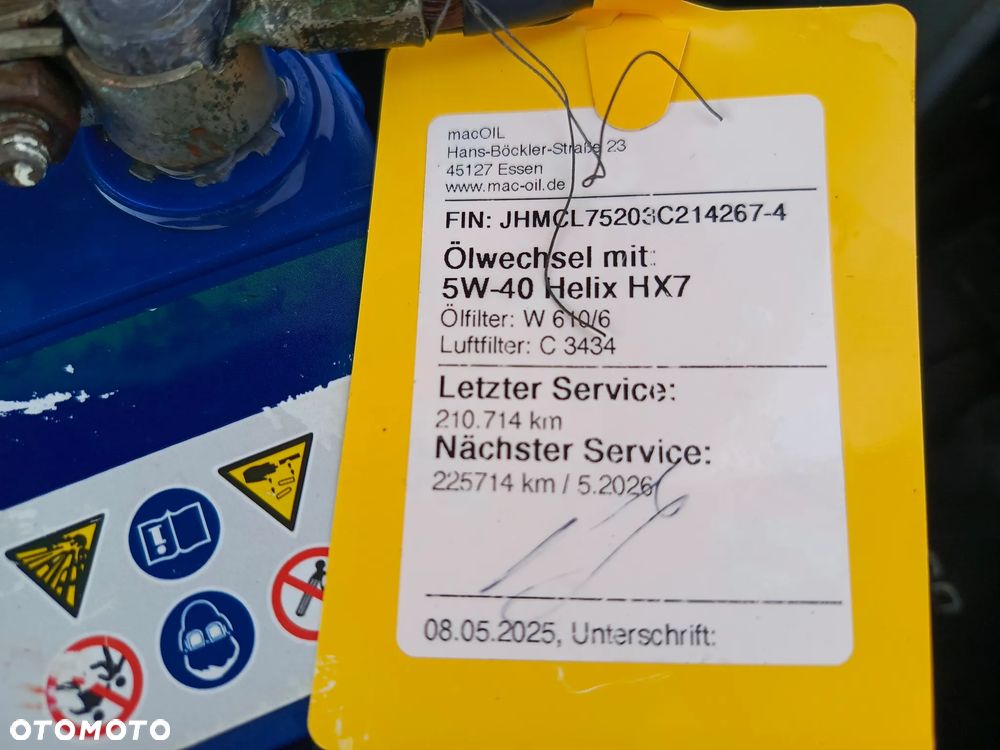 macOIL
Hans-Böckler-Straße 23
45127 Essen
www.mac-oil.de
FIN: JHMCL75203C214267-4
Ölwechsel mit:
5W-40 Helix HX7
Ölfilter: W 610/6
Luftfilter: C 3434
Letzter Service:
210.714 km
Nächster Service:
225714 km / 5.2026
08.05.2025, Unterschrift:
OTOMOTO